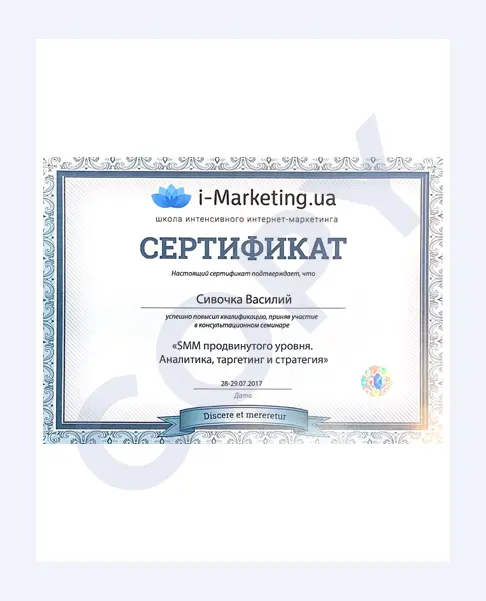 i-Marketing.ua
школа интенсивного интернет-маркетинга
СЕРТИФИКАТ
Настоящий сертификат подтверждает, что
Сивочка Василий
успешно повысил квалификацию, приняв участие
в консультационном семинаре
«SMM продвинутого уровня.
Аналитика, таргетинг и стратегия»
28-29.07.2017
Дата
Discere et mereretur
COPY